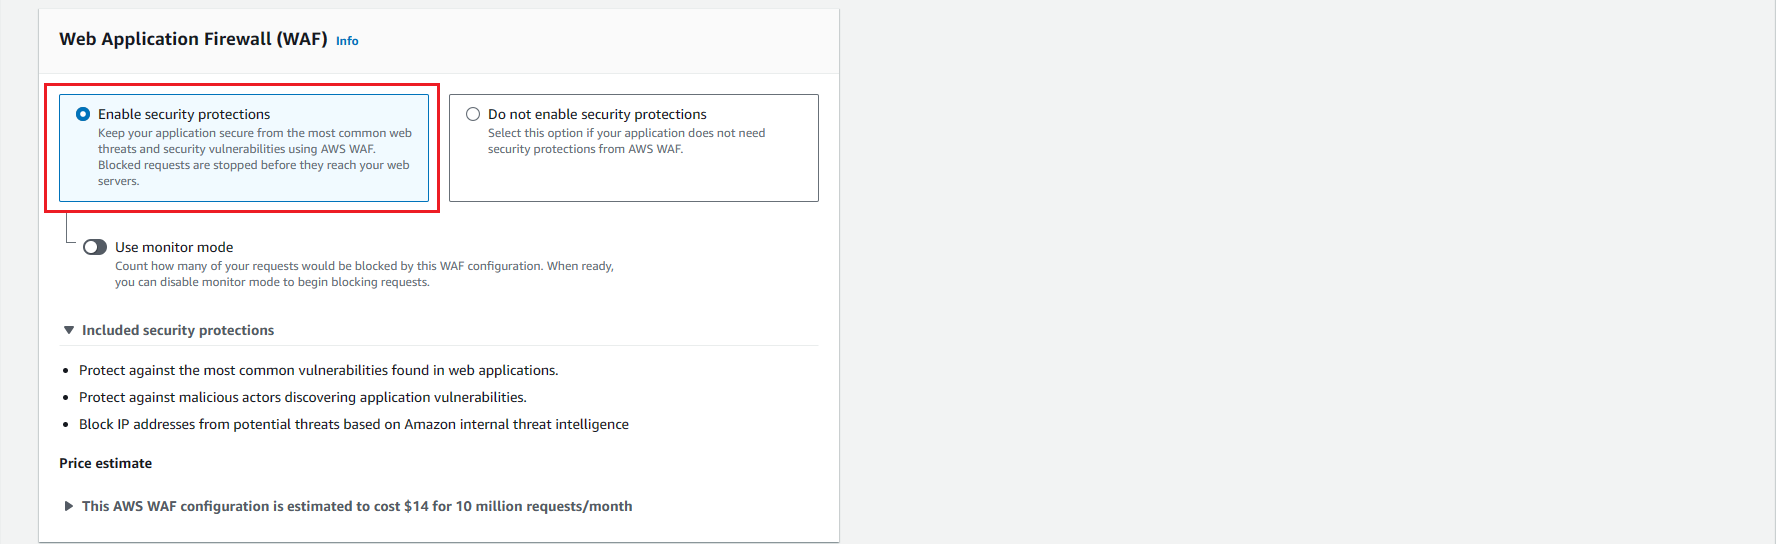 Web Application Firewall (WAF) Info
Enable security protections
Keep your application secure from the most common web
threats and security vulnerabilities using AWS WAF.
Blocked requests are stopped before they reach your web
servers.
Do not enable security protections
Select this option if your application does not need
security protections from AWS WAF.
Use monitor mode
Count how many of your requests would be blocked by this WAF configuration. When ready,
you can disable monitor mode to begin blocking requests.
Included security protections
Protect against the most common vulnerabilities found in web applications.
Protect against malicious actors discovering application vulnerabilities.
Block IP addresses from potential threats based on Amazon internal threat intelligence
Price estimate
This AWS WAF configuration is estimated to cost $14 for 10 million requests/month